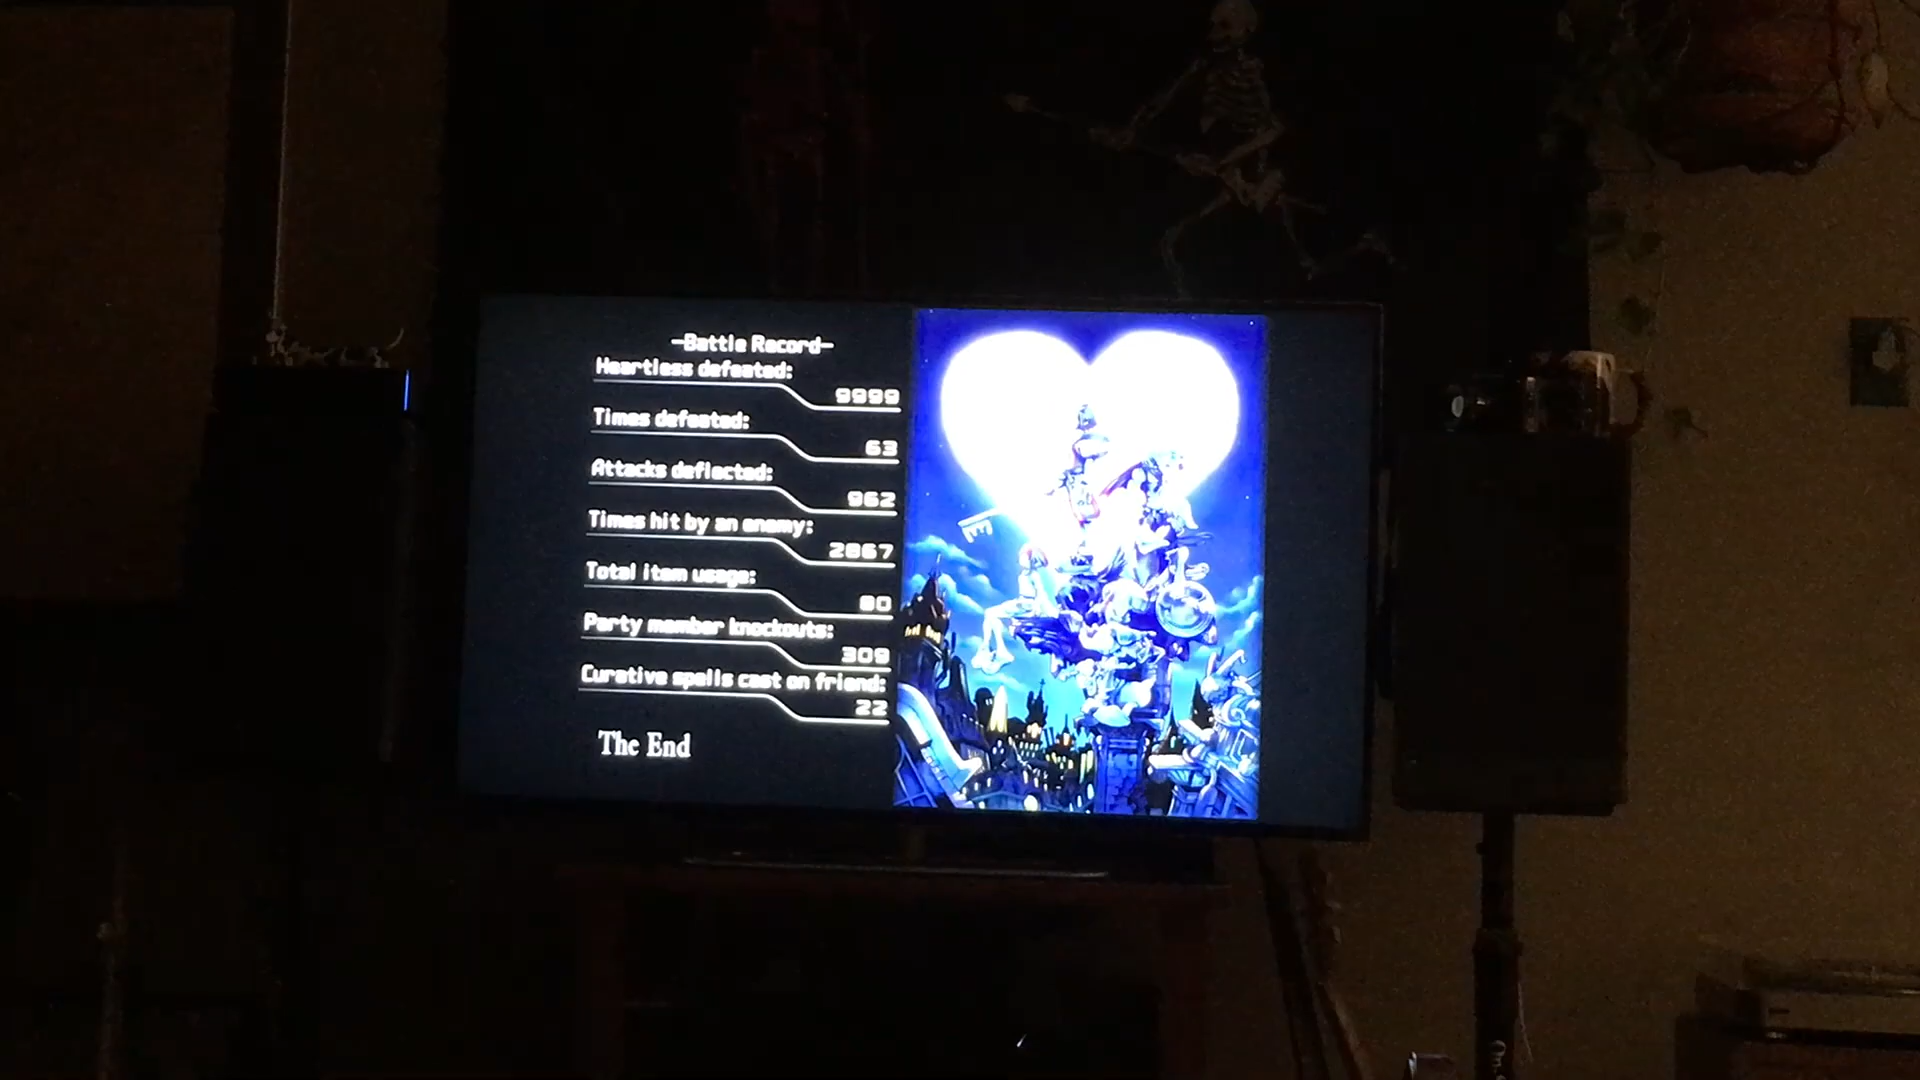 -Battle Record-
Heartless defeated:
9999
Times defeated:
63
Attacks deflected:
962
Times hit by an enemy:
2867
Total item usage:
80
Party member knockouts:
309
Curative spells cast on friend:
22
The End